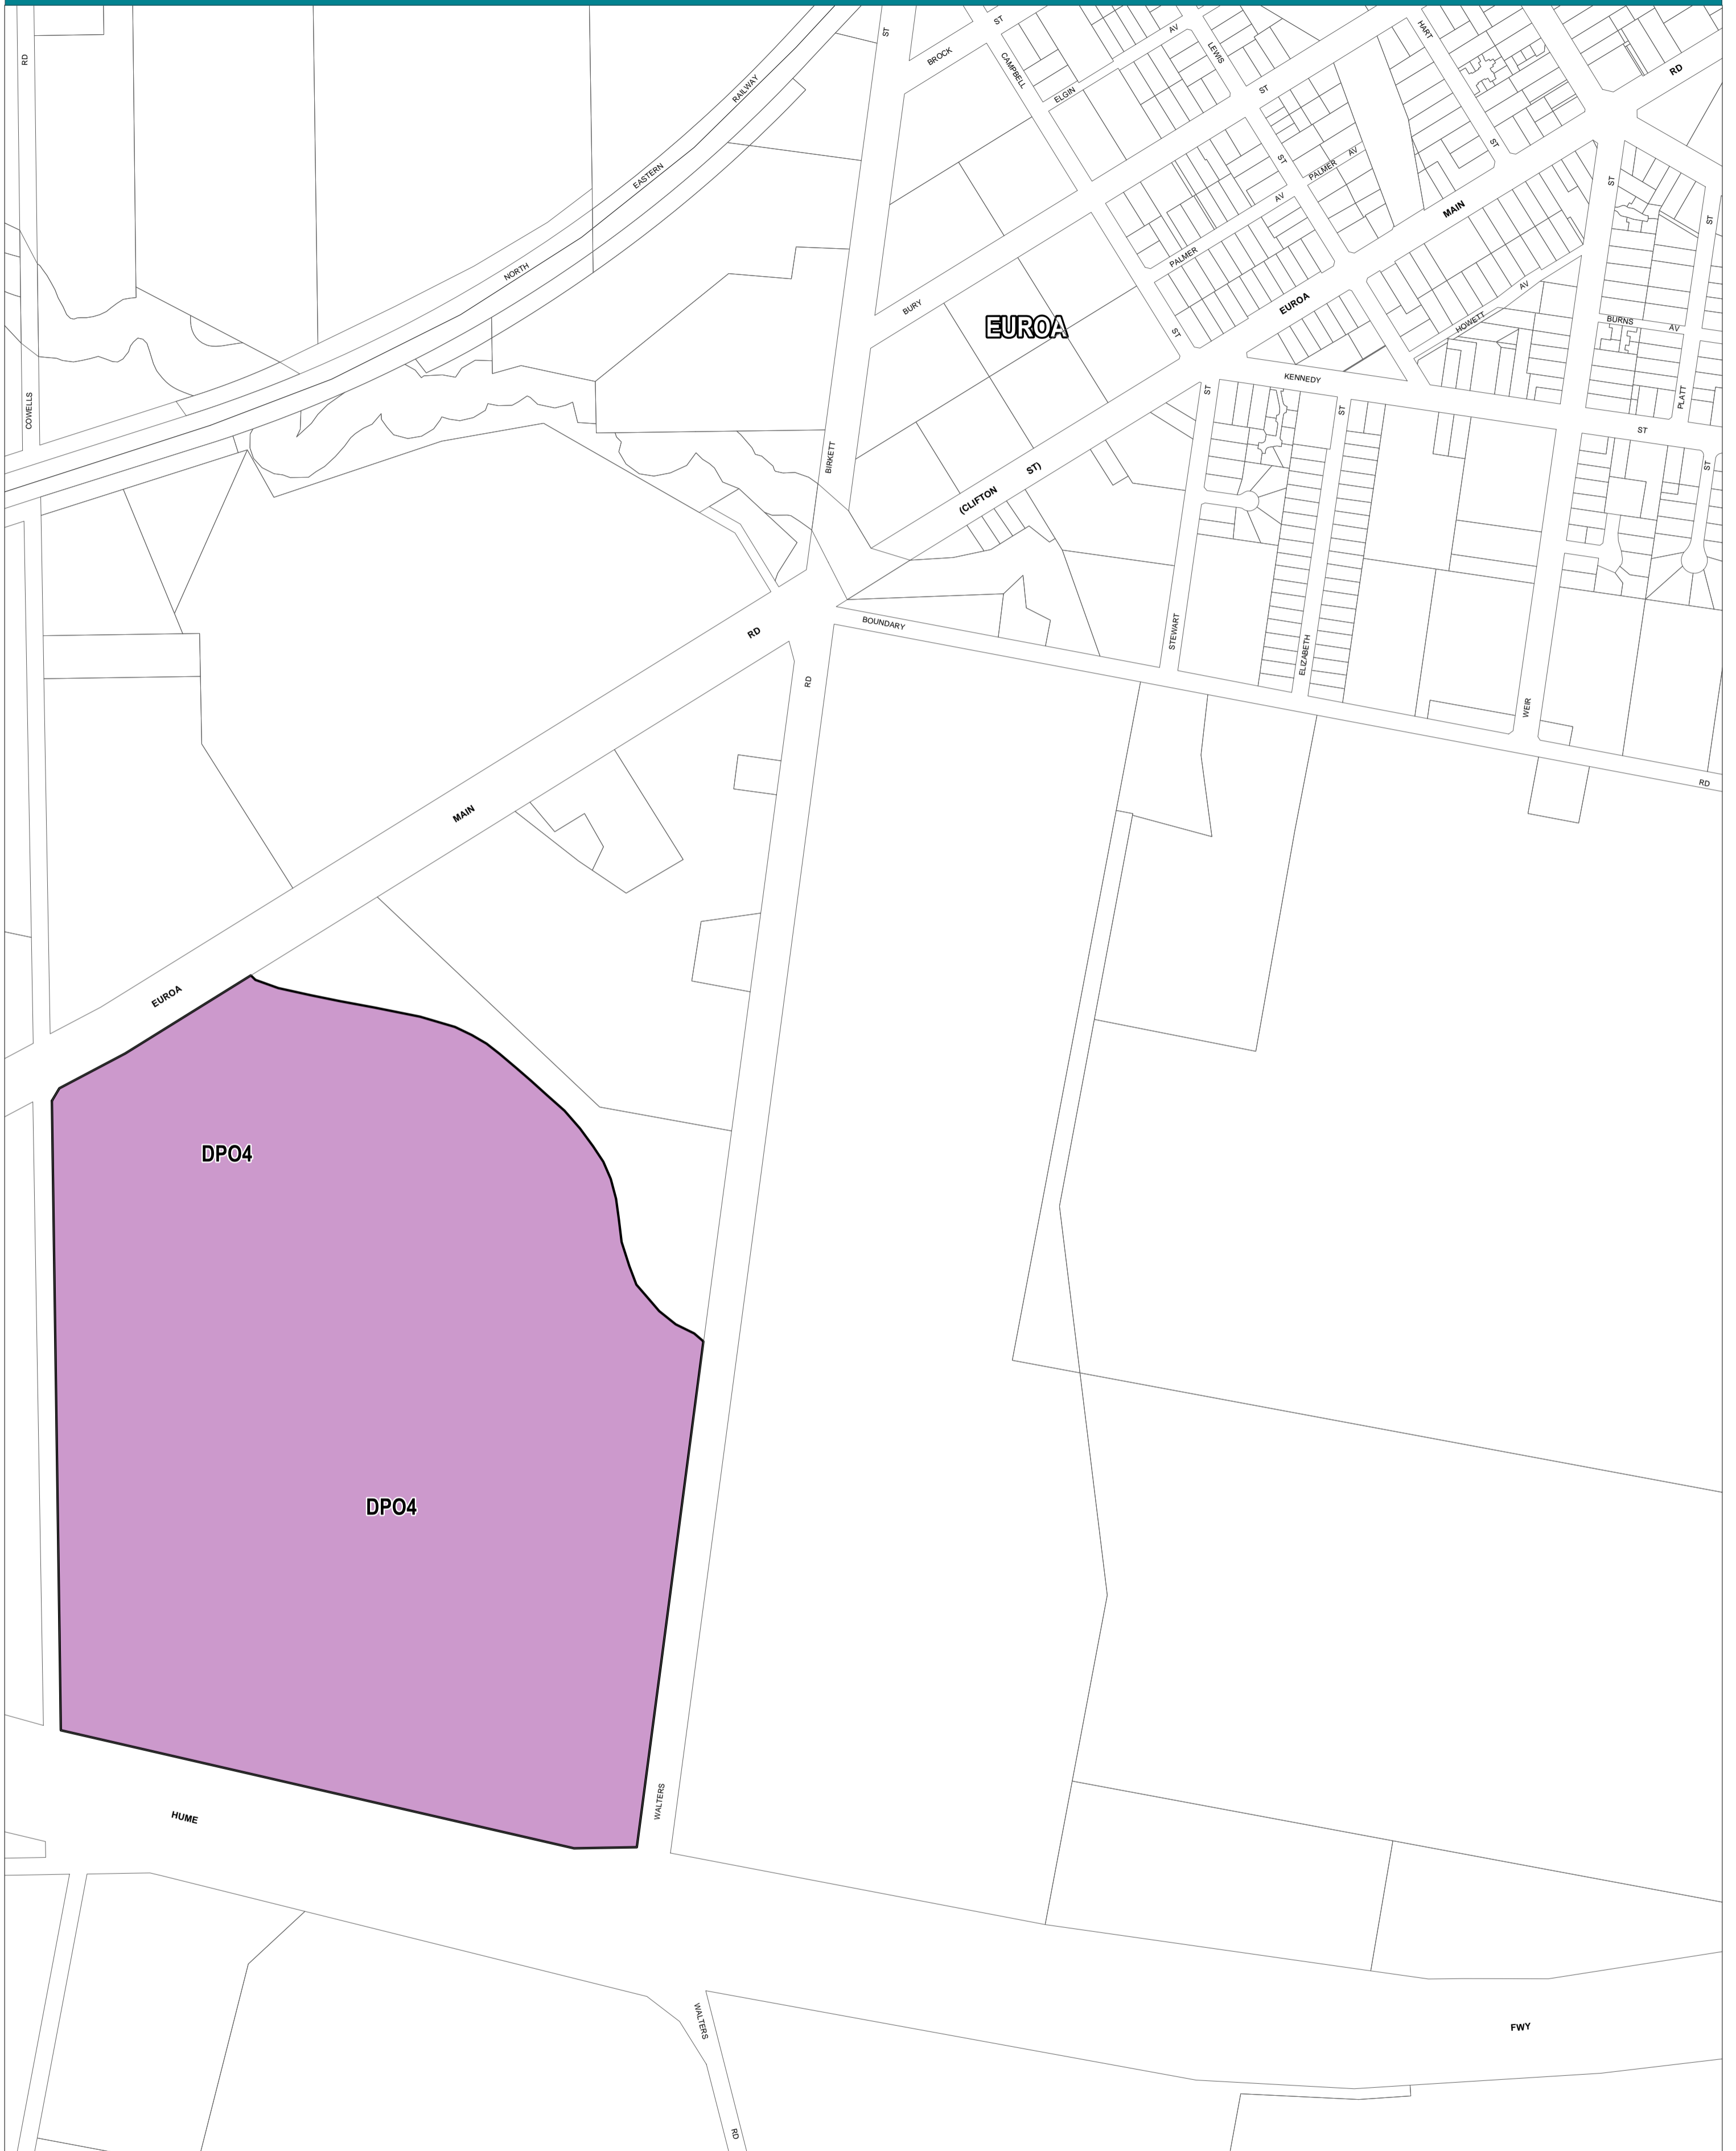 RD
COWELLS
NORTH
EASTERN
RAILWAY
ST
BROCK
ST
CAMPBELL
ELGIN
AV
LEWIS
ST
HART
RD
ST
PALMER
AV
ST
PALMER
AV
MAIN
EUROA
ST
ST
BURY
EUROA
HOWETT
AV
BURNS
AV
KENNEDY
ST
ST
ST
PLATT
ST
ST
BIRKETT
(CLIFTON
ST)
BOUNDARY
STEWART
ELIZABETH
WEIR
RD
RD
RD
MAIN
EUROA
DPO4
DPO4
WALTERS
HUME
WALTERS
RD
FWY